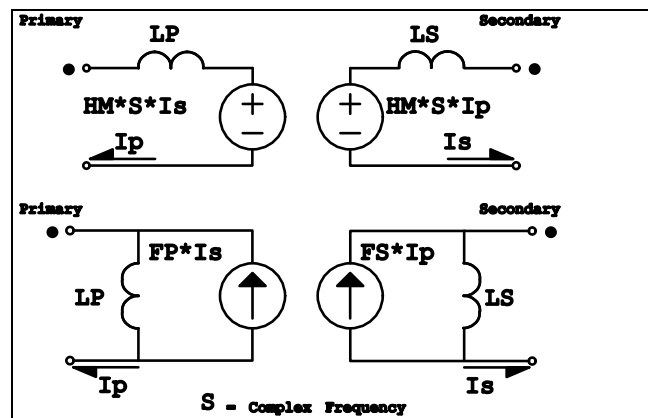 Primary
Secondary
LP
LS
HM*S*Is
HM*S*Ip
+
+
−
−
Ip
Is
Primary
Secondary
FP*Is
FS*Ip
LP
LS
Ip
Is
S = Complex Frequency